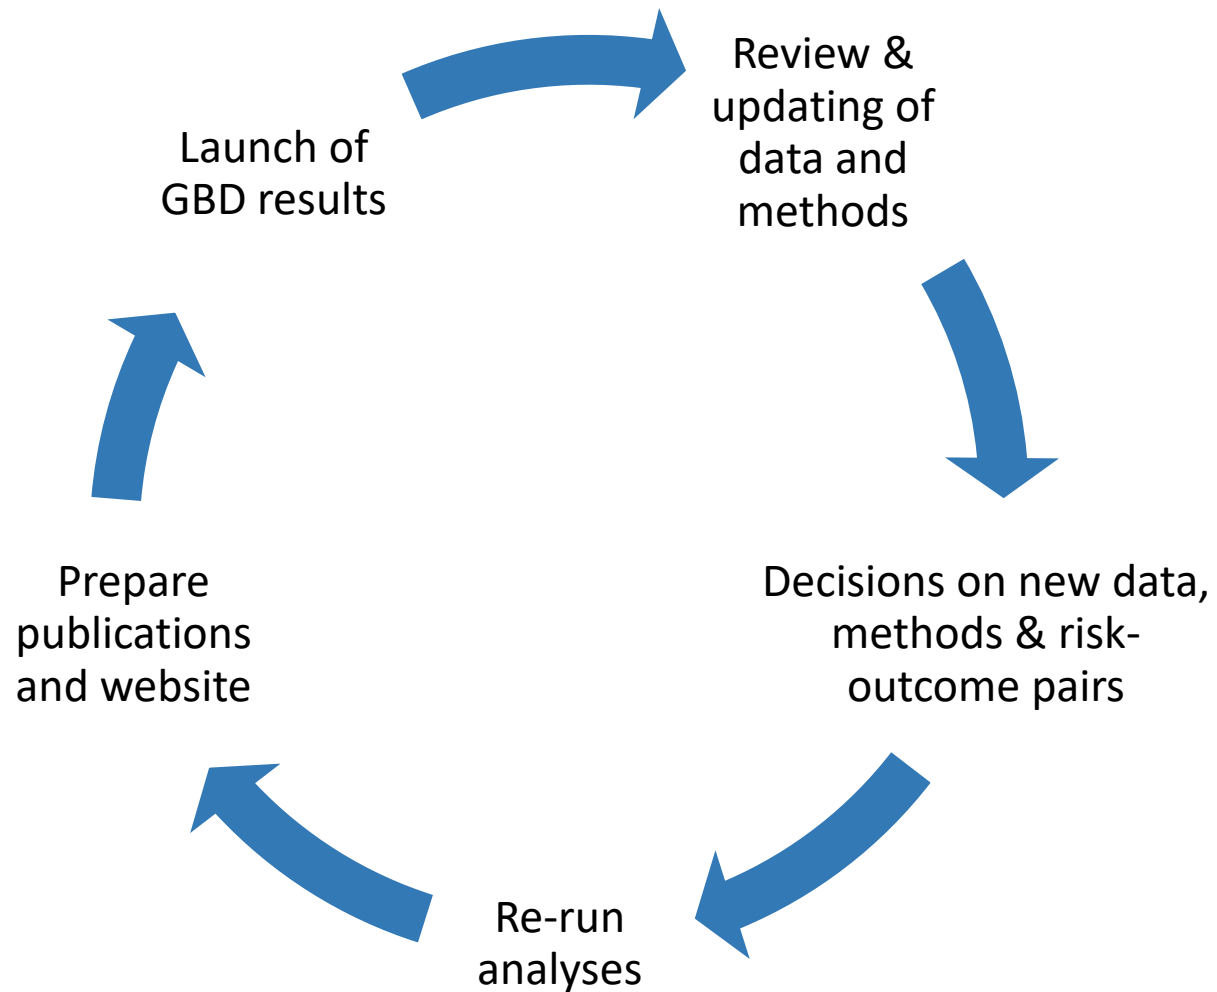 Review &
updating of
data and
methods
Decisions on new data,
methods & risk-
outcome pairs
Re-run
analyses
Prepare
publications
and website
Launch of
GBD results